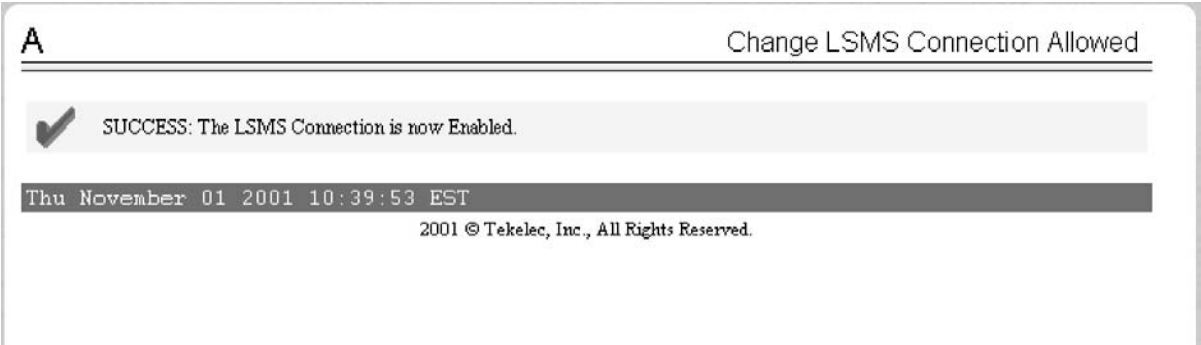 A
Change LSMS Connection Allowed
SUCCESS: The LSMS Connection is now Enabled.
Thu November 01 2001 10:39:53 EST
2001 © Tekelec, Inc., All Rights Reserved.